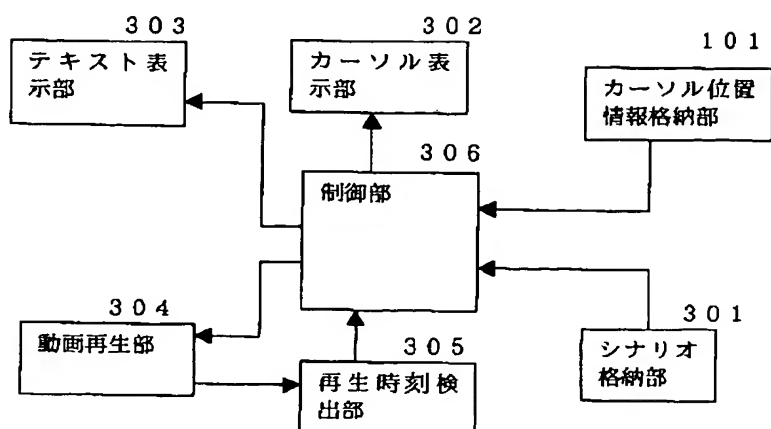 303
テキスト表
示部
302
カーソル表
示部
101
カーソル位置
情報格納部
306
制御部
304
動画再生部
305
再生時刻検
出部
301
シナリオ
格納部